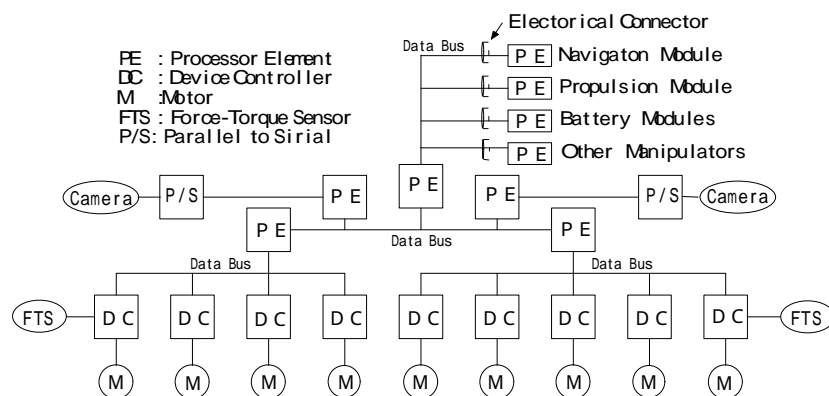 Electorical Connector
Data Bus
PE Navigaton Module
PE Propulsion Module
PE Battery Modules
PE Other Manipulators
PE : Processor Element
DC : Device Controller
M : Motor
FTS : Force-Torque Sensor
P/S: Parallel to Sirial
PE
Camera P/S PE PE P/S Camera
PE Data Bus PE
Data Bus Data Bus
FTS DC DC DC DC DC DC DC DC DC FTS
M M M M M M M M M